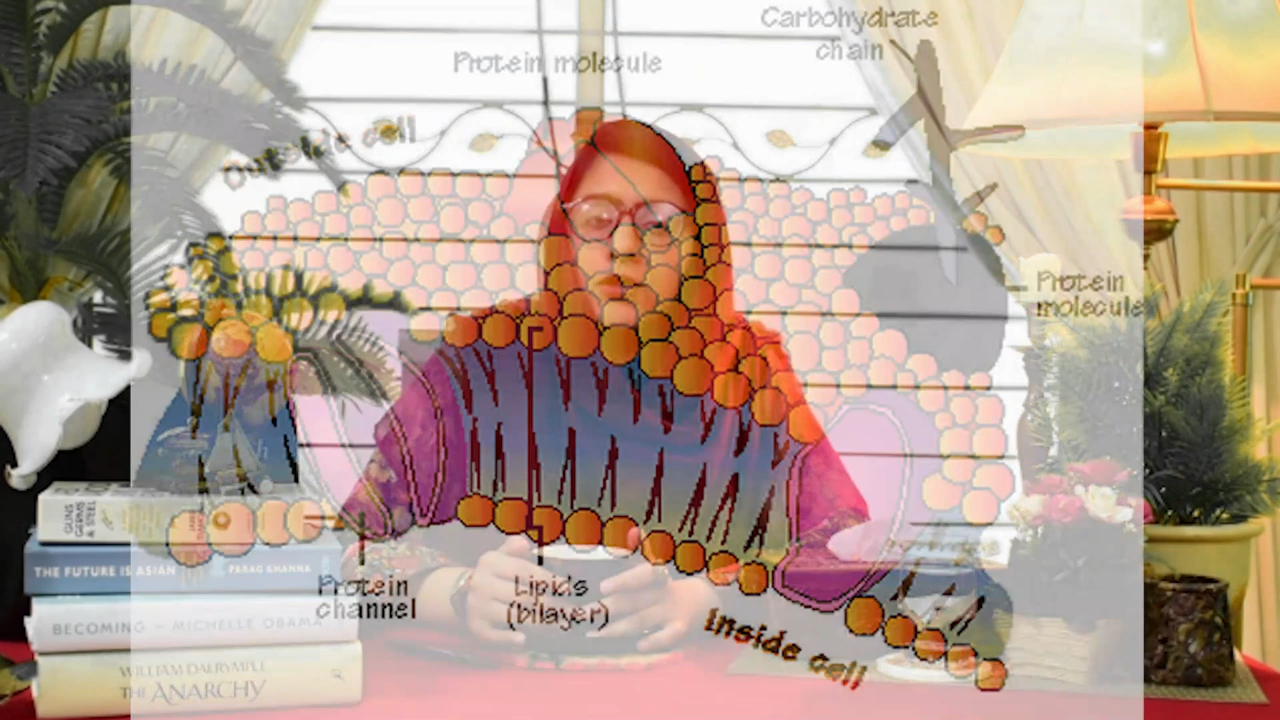 Carbohydrate
chain
Protein molecule
outside cell
Protein
molecule
GUNS
GERMS
& STEEL
THE FUTURE IS ASIAN PARAG KHANNA
BECOMING – MICHELLE OBAMA
WILLIAM DALRYMPLE
THE ANARCHY
Protein
channel
Lipids
(bilayer)
Inside cell